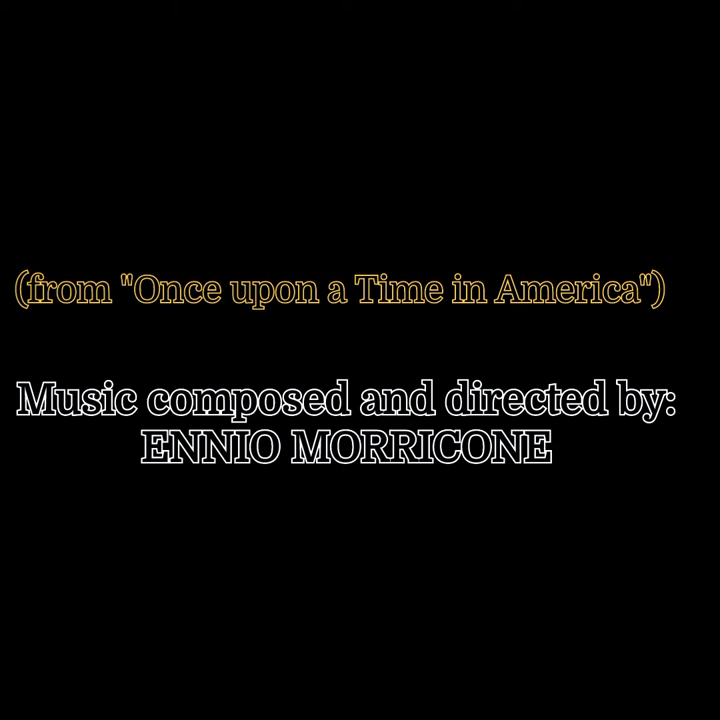 (from "Once upon a Time in America")
Music composed and directed by:
ENNIO MORRICONE